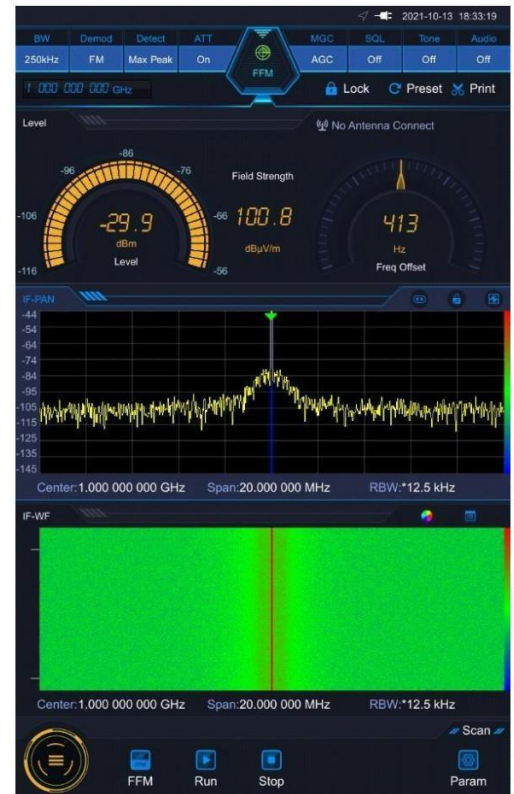 2021-10-13 18:33:19
BW Demod Detect ATT MGC SQL Tone Audio
250kHz FM Max Peak On FFM AGC Off Off Off
1.000 000 000 GHz Lock Preset Print
Level No Antenna Connect
-86
-96 -76 Field Strength
-106 -29.9 -66 100.8 413
dBm dBμV/m Hz
Level Freq Offset
-116 -56
IF-PAN
-44
-54
-64
-74
-84
-95
-105
-115
-125
-135
-145
Center:1.000 000 000 GHz Span:20.000 000 MHz RBW:*12.5 kHz
IF-WF
Center:1.000 000 000 GHz Span:20.000 000 MHz RBW:*12.5 kHz
Scan
FFM Run Stop Param